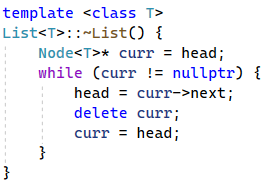 template <class T>
List<T>::~List() {
    Node<T>* curr = head;
    while (curr != nullptr) {
        head = curr->next;
        delete curr;
        curr = head;
    }
}